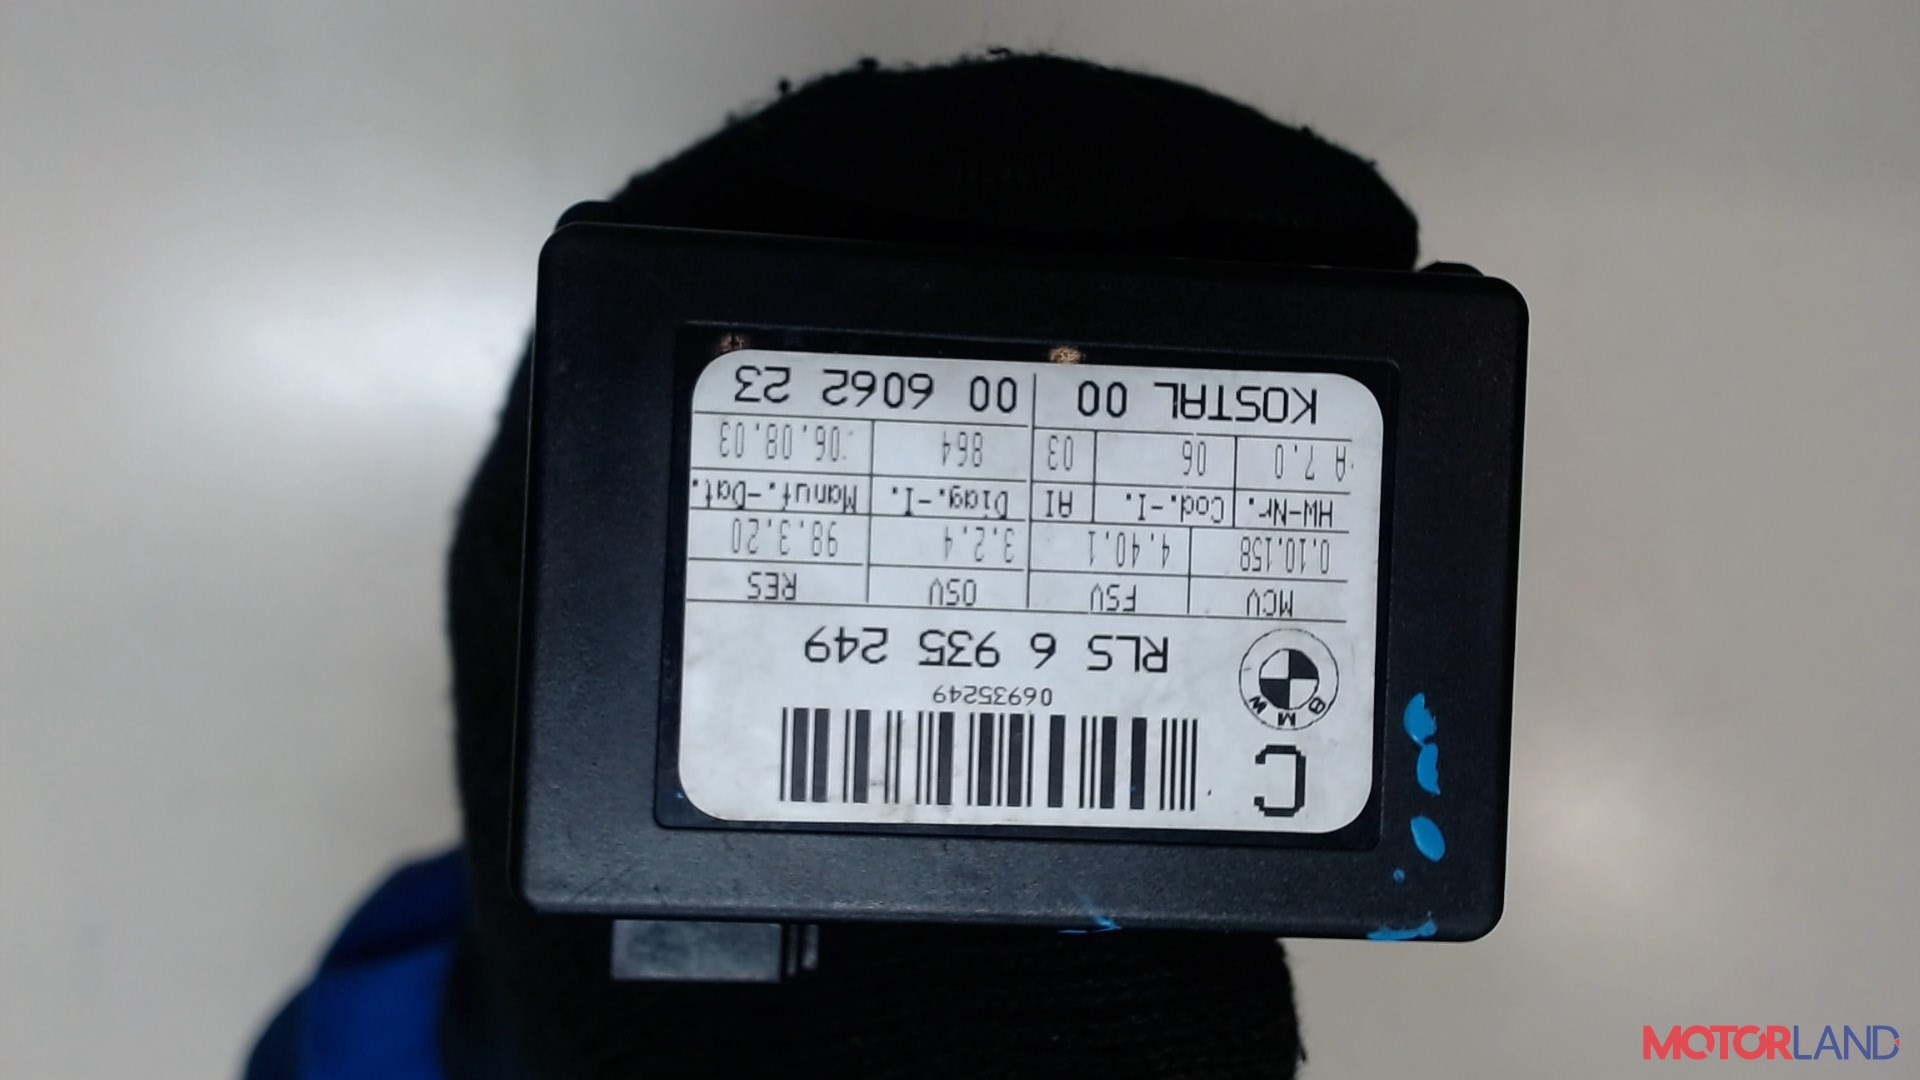 C
06935249
BMW
RLS 6 935 249
MCV FSV OSV RES
0.10.158 4.40.1 3.2.4 98.3.20
HW-Nr. Cod.-I. AI Diag.-I. Manuf.-Dat.
A 7.0 06 03 864 06.08.03
KOSTAL 00 00 6062 23
MOTORLAND